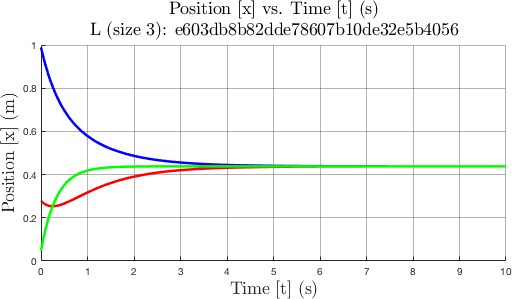 Position [x] vs. Time [t] (s)
L (size 3): e603db8b82dde78607b10de32e5b4056
Position [x] (m)
1
0.8
0.6
0.4
0.2
0
0 1 2 3 4 5 6 7 8 9 10
Time [t] (s)